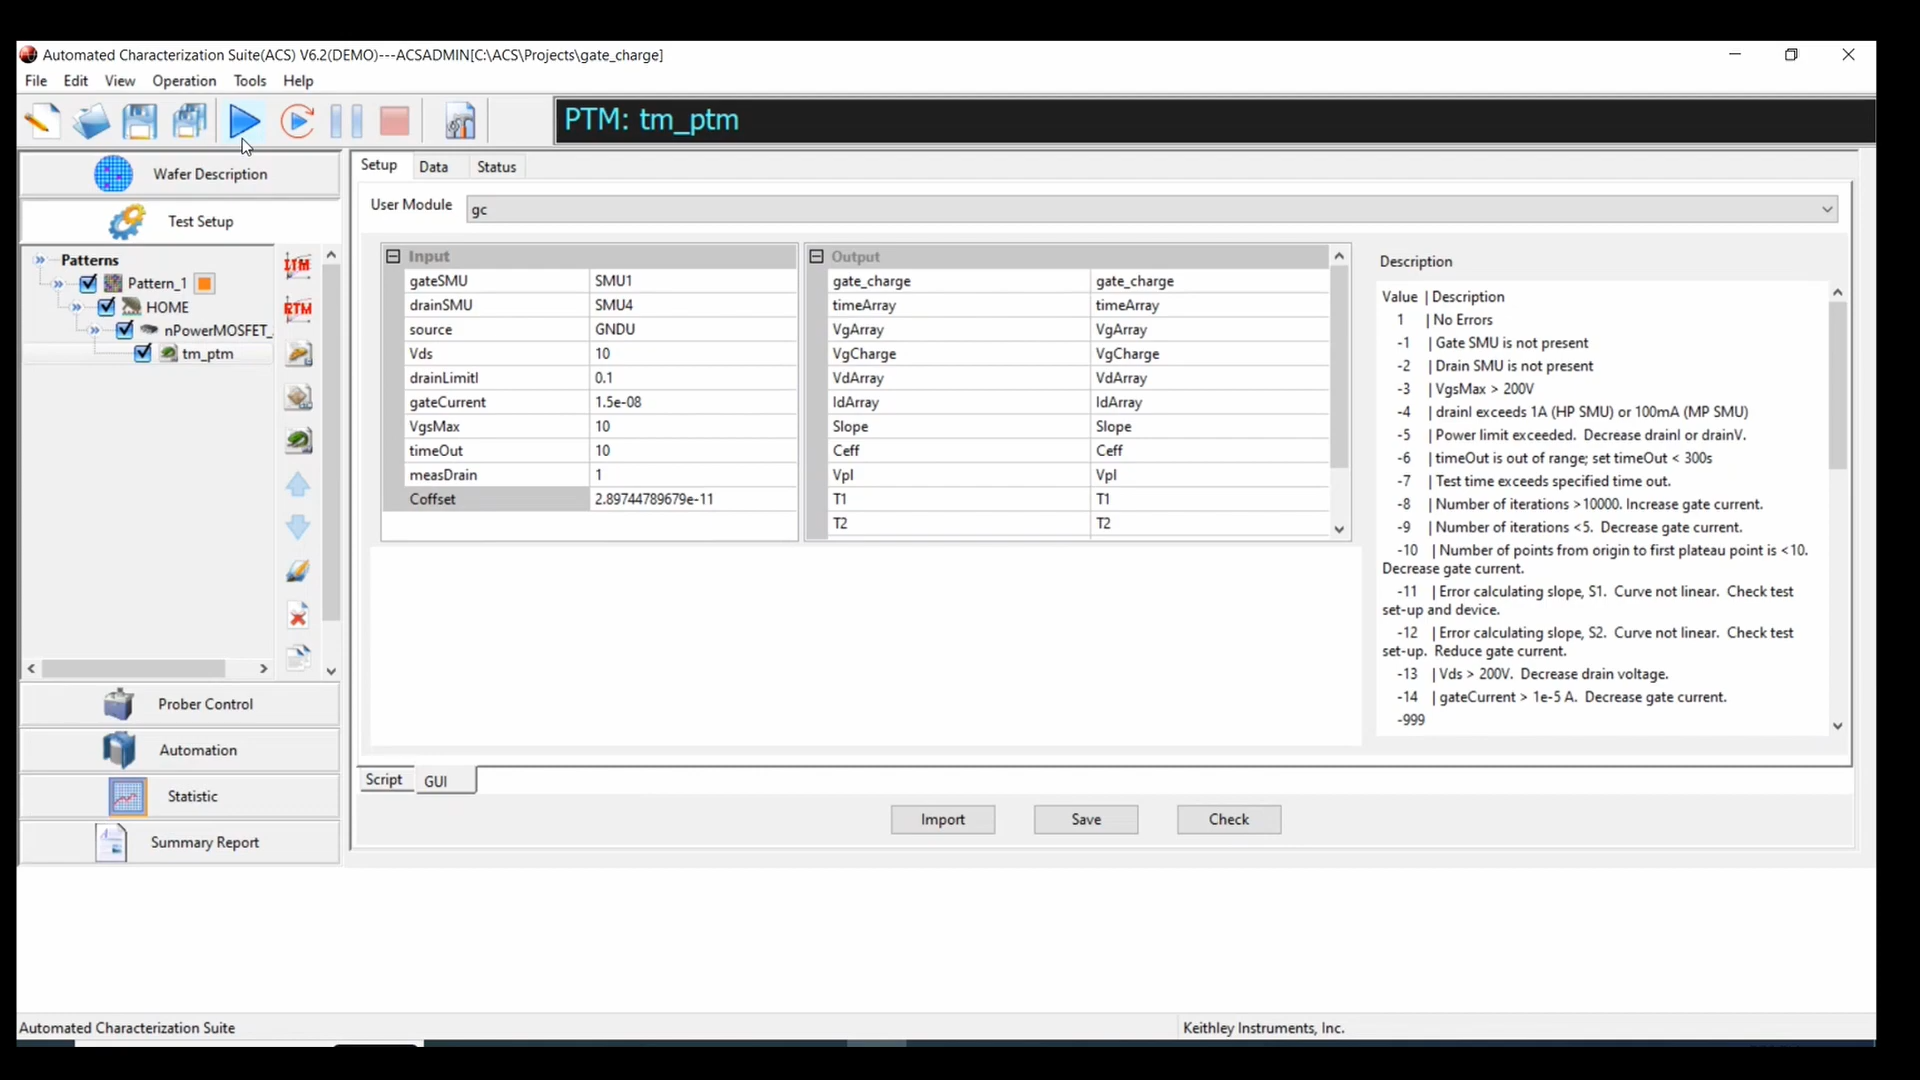 Automated Characterization Suite(ACS) V6.2(DEMO)---ACSADMIN[C:\ACS\Projects\gate_charge]
File Edit View Operation Tools Help
PTM: tm_ptm
Wafer Description
Test Setup
Patterns
Pattern_1
HOME
nPowerMOSFET_
tm_ptm
ITM
RTM
Prober Control
Automation
Statistic
Summary Report
Setup Data Status
User Module gc
Input
gateSMU SMU1
drainSMU SMU4
source GNDU
Vds 10
drainLimitI 0.1
gateCurrent 1.5e-08
VgsMax 10
timeOut 10
measDrain 1
Coffset 2.89744789679e-11
Output
gate_charge gate_charge
timeArray timeArray
VgArray VgArray
VgCharge VgCharge
VdArray VdArray
IdArray IdArray
Slope Slope
Ceff Ceff
Vpl Vpl
T1 T1
T2 T2
Description
Value | Description
1 | No Errors
-1 | Gate SMU is not present
-2 | Drain SMU is not present
-3 | VgsMax > 200V
-4 | drainI exceeds 1A (HP SMU) or 100mA (MP SMU)
-5 | Power limit exceeded. Decrease drainI or drainV.
-6 | timeOut is out of range; set timeOut < 300s
-7 | Test time exceeds specified time out.
-8 | Number of iterations >10000. Increase gate current.
-9 | Number of iterations <5. Decrease gate current.
-10 | Number of points from origin to first plateau point is <10.
Decrease gate current.
-11 | Error calculating slope, S1. Curve not linear. Check test
set-up and device.
-12 | Error calculating slope, S2. Curve not linear. Check test
set-up. Reduce gate current.
-13 | Vds > 200V. Decrease drain voltage.
-14 | gateCurrent > 1e-5 A. Decrease gate current.
-999
Script GUI
Import Save Check
Automated Characterization Suite Keithley Instruments, Inc.